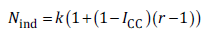 N_ind = k(1+(1−I_CC)(r−1))